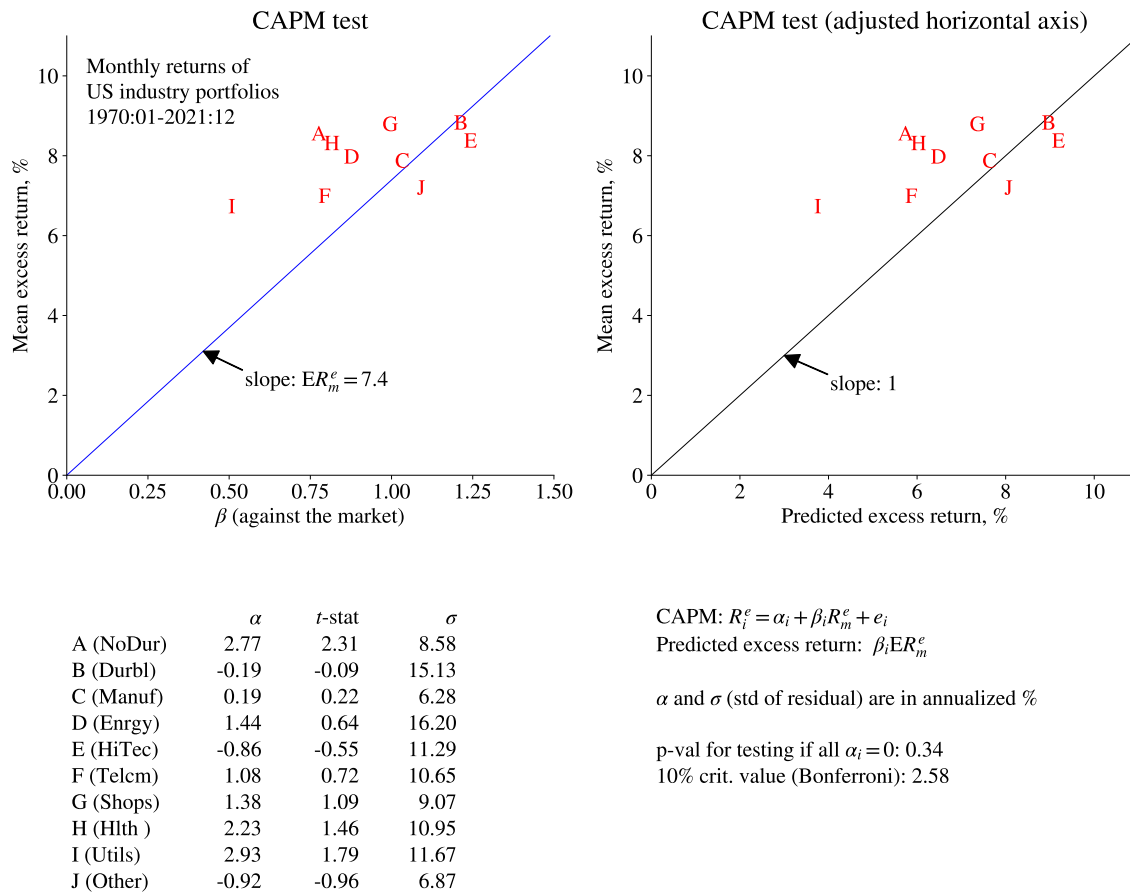 CAPM test
Monthly returns of
US industry portfolios
1970:01-2021:12
Mean excess return, %
10
8
6
4
2
0
A
B
C
D
E
F
G
H
I
J
slope: ER^e_m = 7.4
0.00 0.25 0.50 0.75 1.00 1.25 1.50
β (against the market)
CAPM test (adjusted horizontal axis)
Mean excess return, %
10
8
6
4
2
0
A
B
C
D
E
F
G
H
I
J
slope: 1
0 2 4 6 8 10
Predicted excess return, %
α t-stat σ
A (NoDur) 2.77 2.31 8.58
B (Durbl) -0.19 -0.09 15.13
C (Manuf) 0.19 0.22 6.28
D (Enrgy) 1.44 0.64 16.20
E (HiTec) -0.86 -0.55 11.29
F (Telcm) 1.08 0.72 10.65
G (Shops) 1.38 1.09 9.07
H (Hlth ) 2.23 1.46 10.95
I (Utils) 2.93 1.79 11.67
J (Other) -0.92 -0.96 6.87
CAPM: R^e_i = α_i + β_i R^e_m + e_i
Predicted excess return: β_i ER^e_m
α and σ (std of residual) are in annualized %
p-val for testing if all α_i = 0: 0.34
10% crit. value (Bonferroni): 2.58